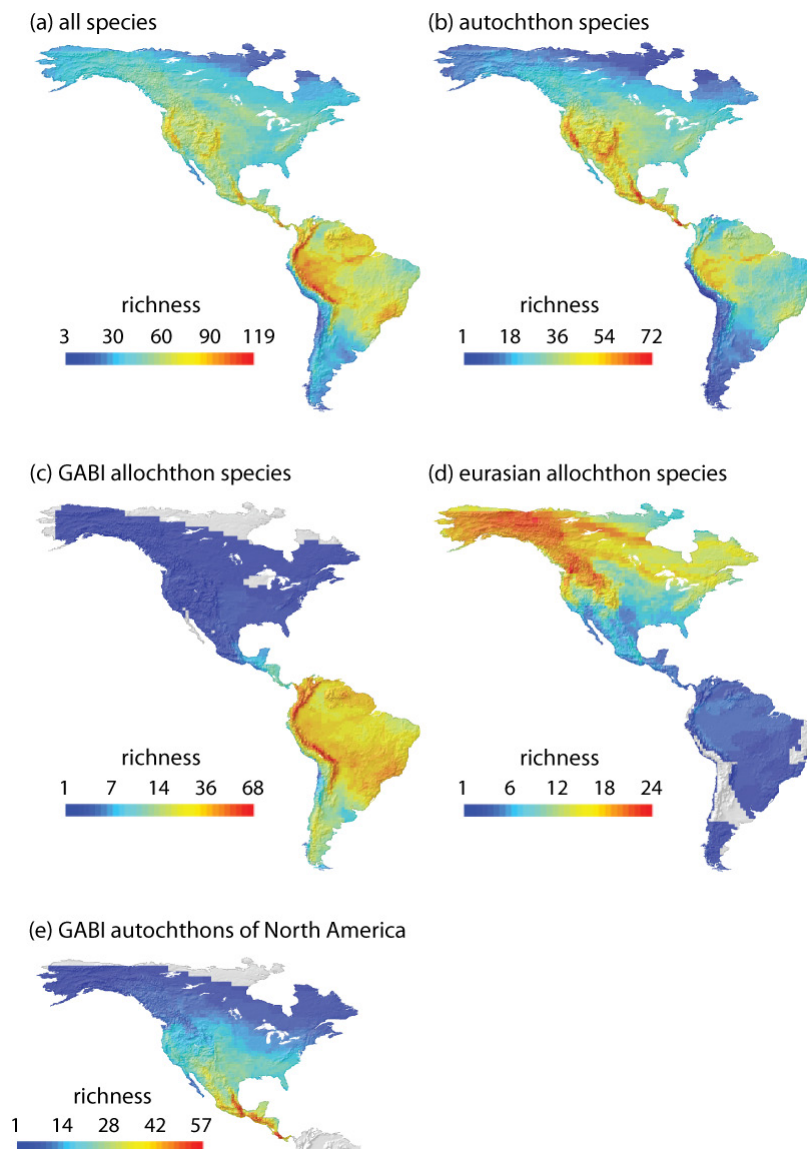 (a) all species
(b) autochthon species
richness
3 30 60 90 119
richness
1 18 36 54 72
(c) GABI allochthon species
(d) eurasian allochthon species
richness
1 7 14 36 68
richness
1 6 12 18 24
(e) GABI autochthons of North America
richness
1 14 28 42 57